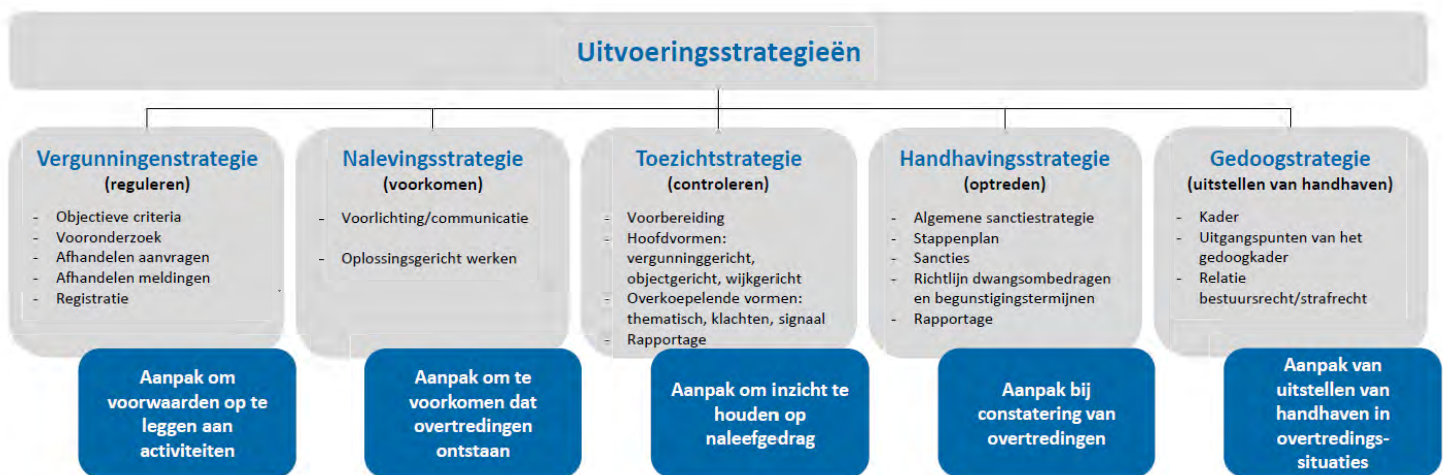 Uitvoeringsstrategieën
Vergunningenstrategie
(reguleren)
- Objectieve criteria
- Vooronderzoek
- Afhandelen aanvragen
- Afhandelen meldingen
- Registratie
Aanpak om
voorwaarden op te
leggen aan
activiteiten
Nalevingsstrategie
(voorkomen)
- Voorlichting/communicatie
- Oplossingsgericht werken
Aanpak om te
voorkomen dat
overtredingen
ontstaan
Toezichtstrategie
(controleren)
- Voorbereiding
- Hoofdvormen:
vergunninggericht,
objectgericht, wijkgericht
- Overkoepelende vormen:
thematisch, klachten, signaal
- Rapportage
Aanpak om inzicht te
houden op
naleefgedrag
Handhavingsstrategie
(optreden)
- Algemene sanctiestrategie
- Stappenplan
- Sancties
- Richtlijn dwangsombedragen
en begunstigingstermijnen
- Rapportage
Aanpak bij
constatering van
overtredingen
Gedoogstrategie
(uitstellen van handhaven)
- Kader
- Uitgangspunten van het
gedoogkader
- Relatie
bestuursrecht/strafrecht
Aanpak van
uitstellen van
handhaven in
overtredings-
situaties